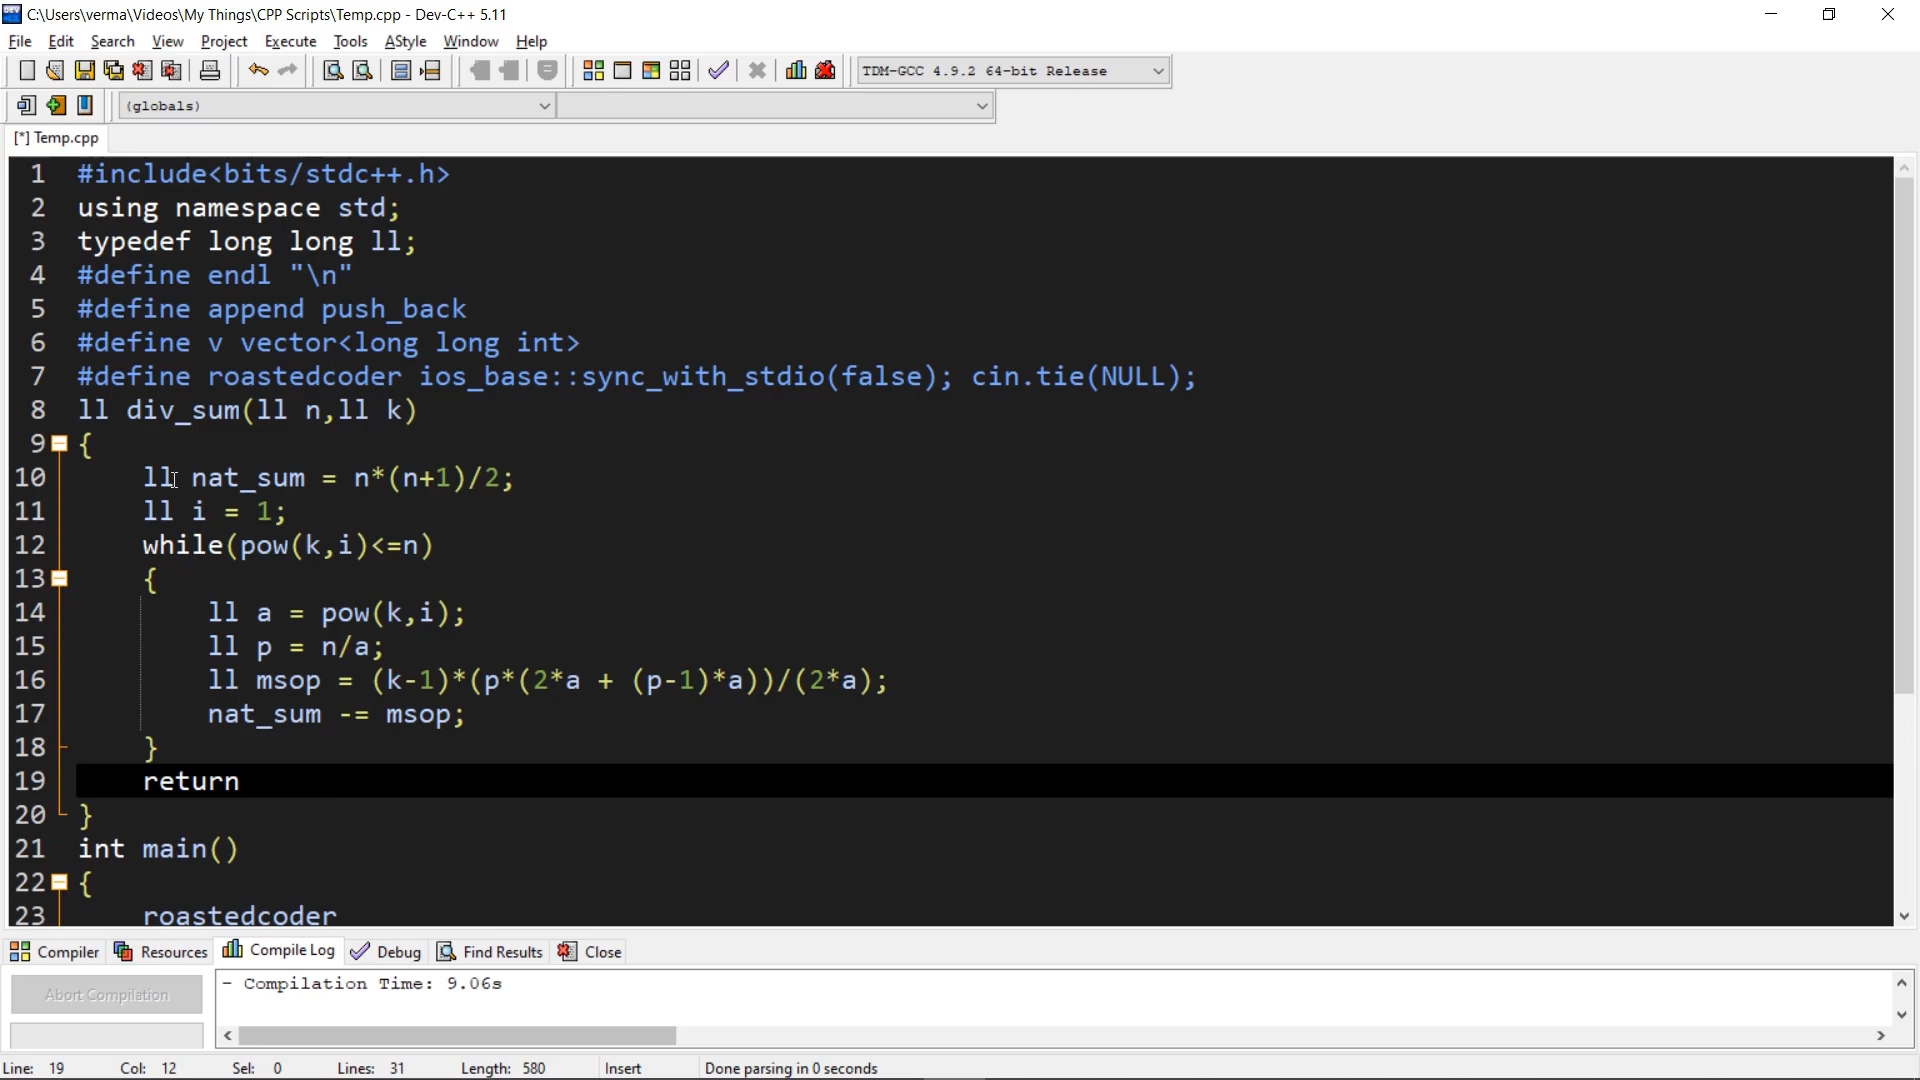 C:\Users\verma\Videos\My Things\CPP Scripts\Temp.cpp - Dev-C++ 5.11
File Edit Search View Project Execute Tools AStyle Window Help
TDM-GCC 4.9.2 64-bit Release
(globals)
[*] Temp.cpp
1 #include<bits/stdc++.h>
2 using namespace std;
3 typedef long long ll;
4 #define endl "\n"
5 #define append push_back
6 #define v vector<long long int>
7 #define roastedcoder ios_base::sync_with_stdio(false); cin.tie(NULL);
8 ll div_sum(ll n,ll k)
9 {
10 ll nat_sum = n*(n+1)/2;
11 ll i = 1;
12 while(pow(k,i)<=n)
13 {
14 ll a = pow(k,i);
15 ll p = n/a;
16 ll msop = (k-1)*(p*(2*a + (p-1)*a))/(2*a);
17 nat_sum -= msop;
18 }
19 return
20 }
21 int main()
22 {
23 roastedcoder
Compiler Resources Compile Log Debug Find Results Close
Abort Compilation
- Compilation Time: 9.06s
Line: 19 Col: 12 Sel: 0 Lines: 31 Length: 580 Insert Done parsing in 0 seconds